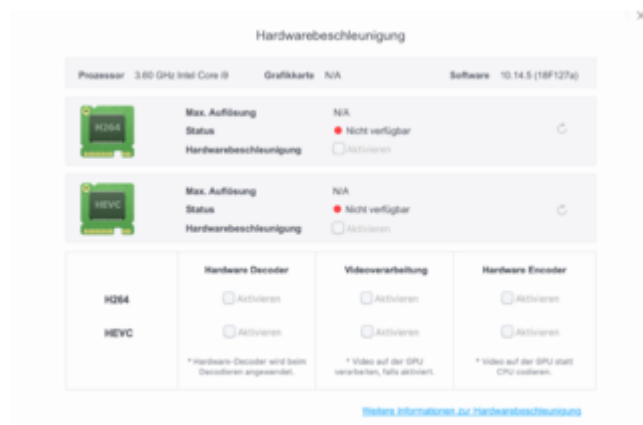 Hardwarebeschleunigung
Prozessor 3.60 GHz Intel Core i9 Grafikkarte N/A Software 10.14.5 (18F127a)
H264
Max. Auflösung N/A
Status Nicht verfügbar
Hardwarebeschleunigung Aktivieren
HEVC
Max. Auflösung N/A
Status Nicht verfügbar
Hardwarebeschleunigung Aktivieren
Hardware Decoder Videoverarbeitung Hardware Encoder
H264 Aktivieren Aktivieren Aktivieren
HEVC Aktivieren Aktivieren Aktivieren
* Hardware-Decoder wird beim * Video auf der GPU * Video auf der GPU statt
Decodieren angewendet. verarbeiten, falls aktiviert. CPU codieren.
Weitere Informationen zur Hardwarebeschleunigung